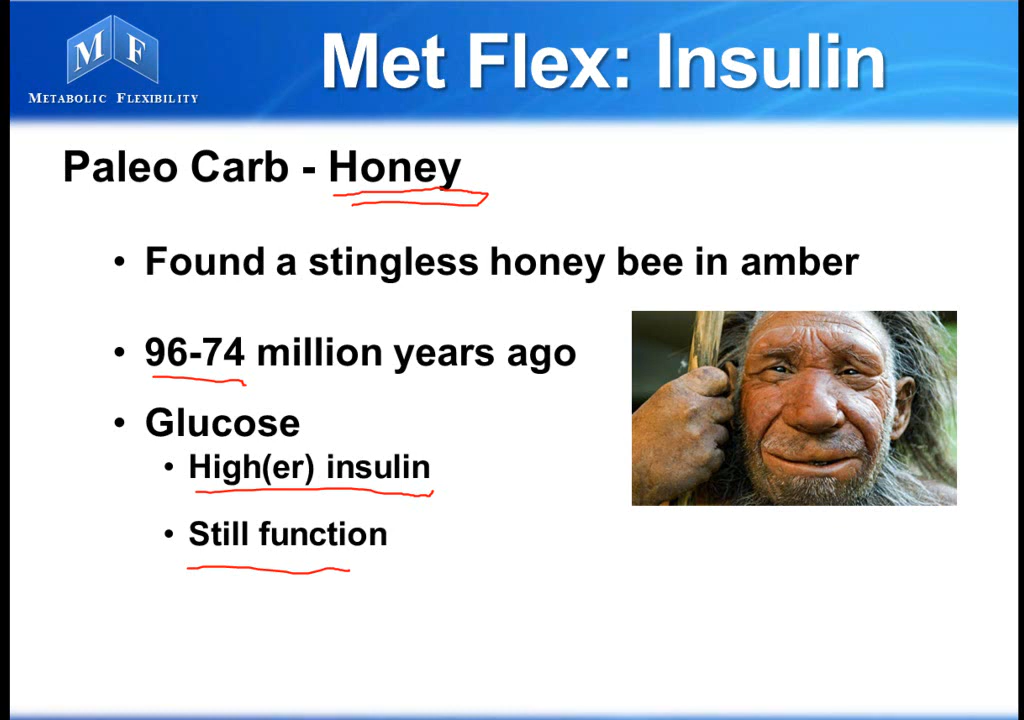 M F
METABOLIC FLEXIBILITY
Met Flex: Insulin
Paleo Carb - Honey
• Found a stingless honey bee in amber
• 96-74 million years ago
• Glucose
• High(er) insulin
• Still function